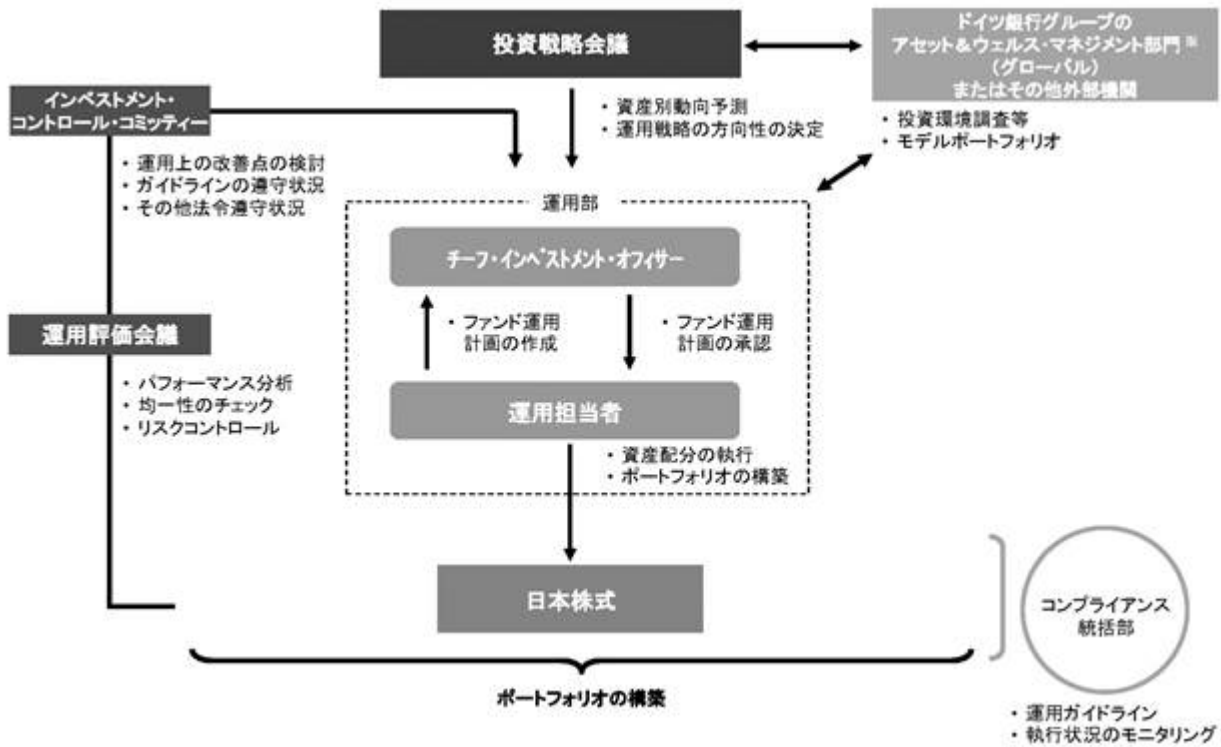 投資戦略会議
ドイツ銀行グループの
アセット&ウェルス・マネジメント部門※
(グローバル)
またはその他外部機関
・投資環境調査等
・モデルポートフォリオ
・資産別動向予測
・運用戦略の方向性の決定
インベストメント・
コントロール・コミッティー
・運用上の改善点の検討
・ガイドラインの遵守状況
・その他法令遵守状況
運用部
チーフ・インベストメント・オフィサー
・ファンド運用
計画の作成
・ファンド運用
計画の承認
運用評価会議
・パフォーマンス分析
・均一性のチェック
・リスクコントロール
運用担当者
・資産配分の執行
・ポートフォリオの構築
日本株式
ポートフォリオの構築
コンプライアンス
統括部
・運用ガイドライン
・執行状況のモニタリング